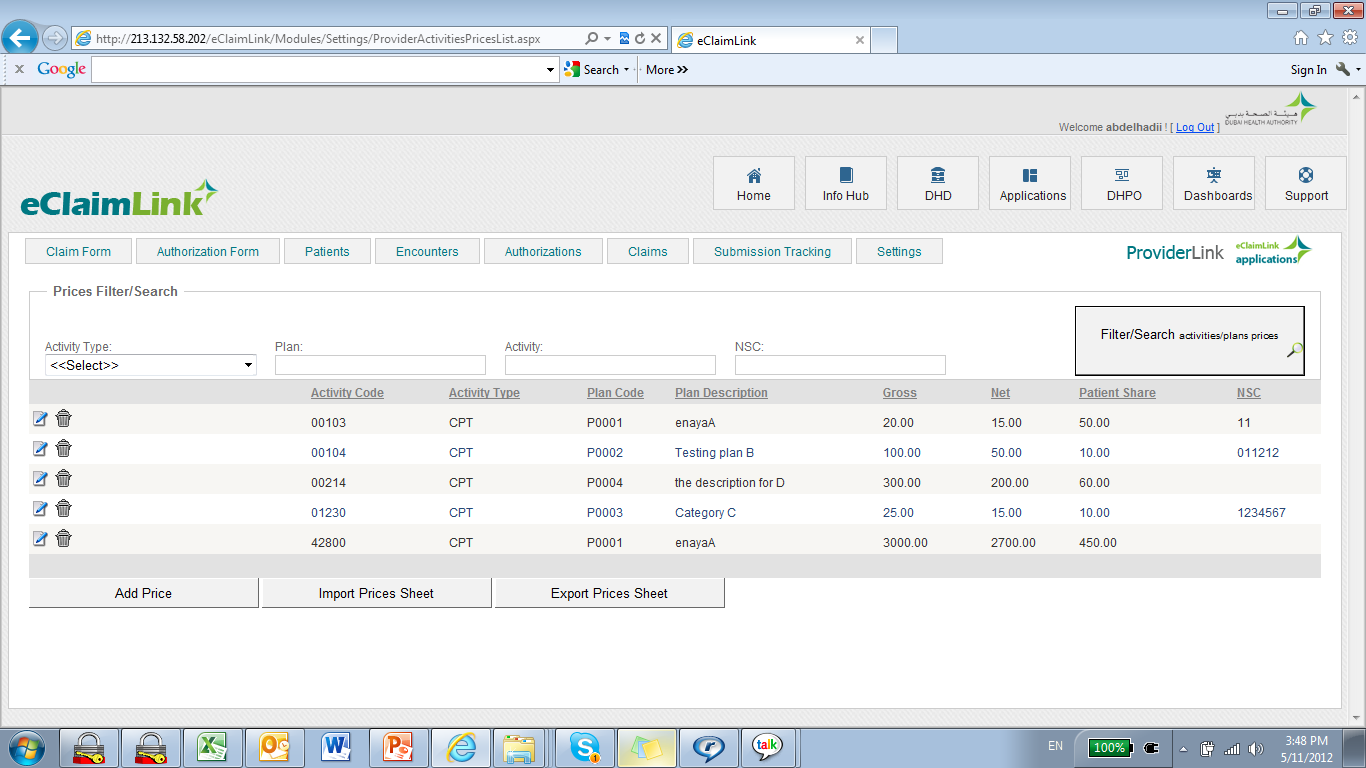 http://213.132.58.202/eClaimLink/Modules/Settings/ProviderActivitiesPricesList.aspx
eClaimLink
x Google Search More »
Sign In
هيئة الصحة بدبي
DUBAI HEALTH AUTHORITY
Welcome abdelhadii ! [ Log Out ]
eClaimLink
Home Info Hub DHD Applications DHPO Dashboards Support
Claim Form Authorization Form Patients Encounters Authorizations Claims Submission Tracking Settings
ProviderLink eClaimLink applications
Prices Filter/Search
Activity Type: Plan: Activity: NSC:
<<Select>>
Filter/Search activities/plans prices
Activity Code Activity Type Plan Code Plan Description Gross Net Patient Share NSC
00103 CPT P0001 enayaA 20.00 15.00 50.00 11
00104 CPT P0002 Testing plan B 100.00 50.00 10.00 011212
00214 CPT P0004 the description for D 300.00 200.00 60.00
01230 CPT P0003 Category C 25.00 15.00 10.00 1234567
42800 CPT P0001 enayaA 3000.00 2700.00 450.00
Add Price Import Prices Sheet Export Prices Sheet
talk
EN
100%
3:48 PM
5/11/2012